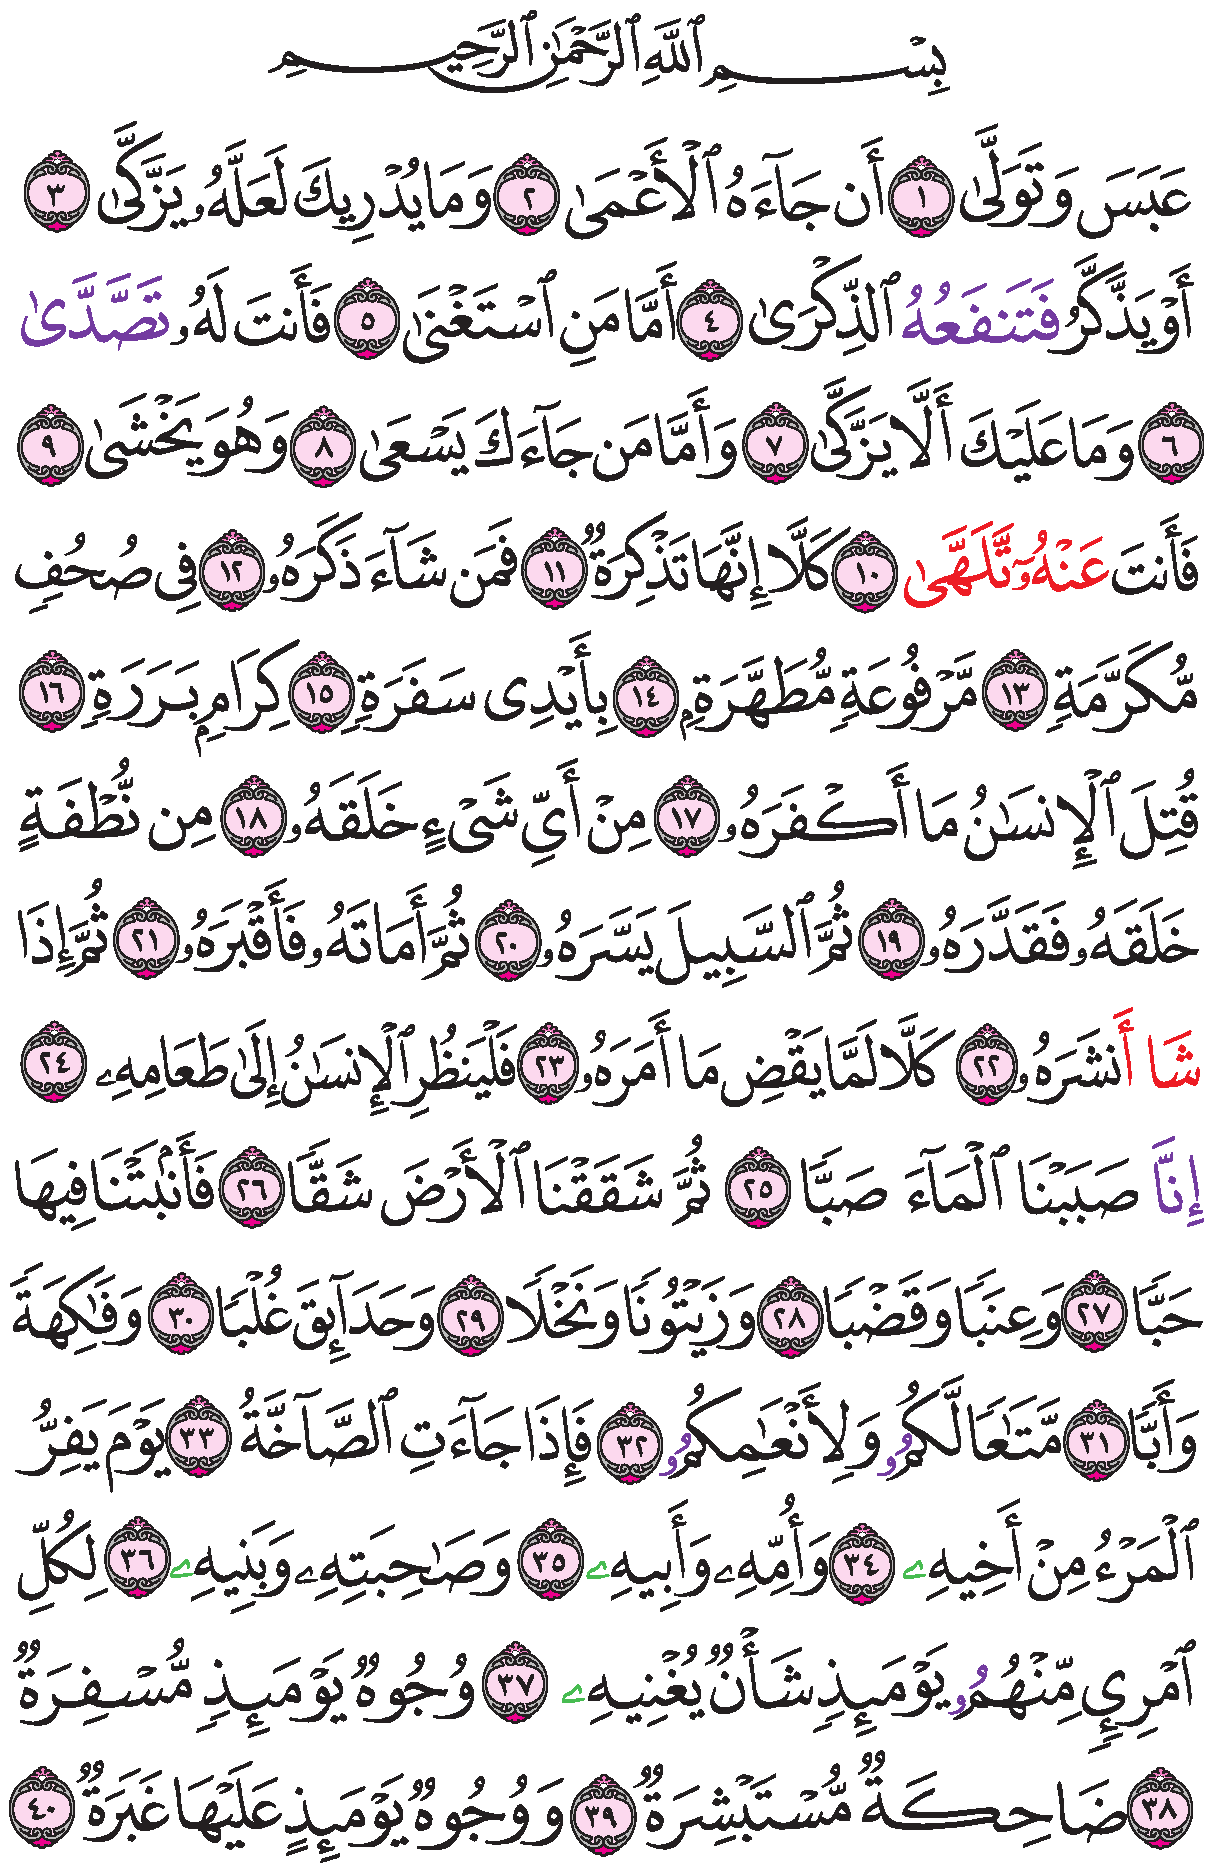 بِسْمِ ٱللَّهِ ٱلرَّحْمَٰنِ ٱلرَّحِيمِ
عَبَسَ وَتَوَلَّىٰ ١ أَن جَآءَهُ ٱلْأَعْمَىٰ ٢ وَمَا يُدْرِيكَ لَعَلَّهُۥ يَزَّكَّىٰ ٣
أَوْ يَذَّكَّرُ فَتَنفَعُهُ ٱلذِّكْرَىٰ ٤ أَمَّا مَنِ ٱسْتَغْنَىٰ ٥ فَأَنتَ لَهُۥ تَصَّدَّىٰ
٦ وَمَا عَلَيْكَ أَلَّا يَزَّكَّىٰ ٧ وَأَمَّا مَن جَآءَكَ يَسْعَىٰ ٨ وَهُوَ يَخْشَىٰ ٩
فَأَنتَ عَنْهُۥٓ تَّلَهَّىٰ ١٠ كَلَّا إِنَّهَا تَذْكِرَةٌ ١١ فَمَن شَآءَ ذَكَرَهُۥ ١٢ فِى صُحُفٍ
مُّكَرَّمَةٍ ١٣ مَّرْفُوعَةٍ مُّطَهَّرَةٍۭ ١٤ بِأَيْدِى سَفَرَةٍ ١٥ كِرَامٍۭ بَرَرَةٍ ١٦
قُتِلَ ٱلْإِنسَٰنُ مَا أَكْفَرَهُۥ ١٧ مِنْ أَىِّ شَىْءٍ خَلَقَهُۥ ١٨ مِن نُّطْفَةٍ
خَلَقَهُۥ فَقَدَّرَهُۥ ١٩ ثُمَّ ٱلسَّبِيلَ يَسَّرَهُۥ ٢٠ ثُمَّ أَمَاتَهُۥ فَأَقْبَرَهُۥ ٢١ ثُمَّ إِذَا
شَا أَنشَرَهُۥ ٢٢ كَلَّا لَمَّا يَقْضِ مَا أَمَرَهُۥ ٢٣ فَلْيَنظُرِ ٱلْإِنسَٰنُ إِلَىٰ طَعَامِهِۦ ٢٤
إِنَّا صَبَبْنَا ٱلْمَآءَ صَبًّا ٢٥ ثُمَّ شَقَقْنَا ٱلْأَرْضَ شَقًّا ٢٦ فَأَنۢبَتْنَا فِيهَا
حَبًّا ٢٧ وَعِنَبًا وَقَضْبًا ٢٨ وَزَيْتُونًا وَنَخْلًا ٢٩ وَحَدَآئِقَ غُلْبًا ٣٠ وَفَٰكِهَةً
وَأَبًّا ٣١ مَّتَٰعًا لَّكُمُۥ وَلِأَنْعَٰمِكُمُۥ ٣٢ فَإِذَا جَآءَتِ ٱلصَّآخَّةُ ٣٣ يَوْمَ يَفِرُّ
ٱلْمَرْءُ مِنْ أَخِيهِۦ ٣٤ وَأُمِّهِۦ وَأَبِيهِۦ ٣٥ وَصَٰحِبَتِهِۦ وَبَنِيهِۦ ٣٦ لِكُلِّ
ٱمْرِئٍ مِّنْهُمُۥ يَوْمَئِذٍ شَأْنٌ يُغْنِيهِۦ ٣٧ وُجُوهٌ يَوْمَئِذٍ مُّسْفِرَةٌ
٣٨ ضَاحِكَةٌ مُّسْتَبْشِرَةٌ ٣٩ وَوُجُوهٌ يَوْمَئِذٍ عَلَيْهَا غَبَرَةٌ ٤٠